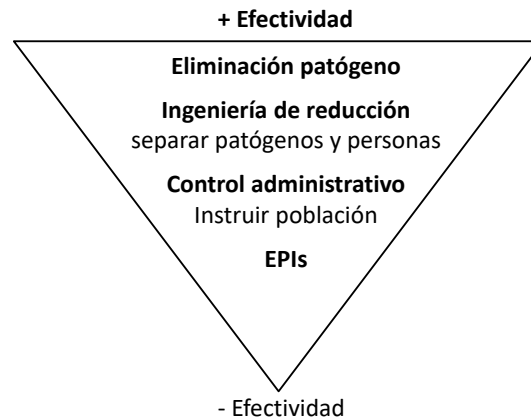 + Efectividad
Eliminación patógeno
Ingeniería de reducción
separar patógenos y personas
Control administrativo
Instruir población
EPIs
- Efectividad